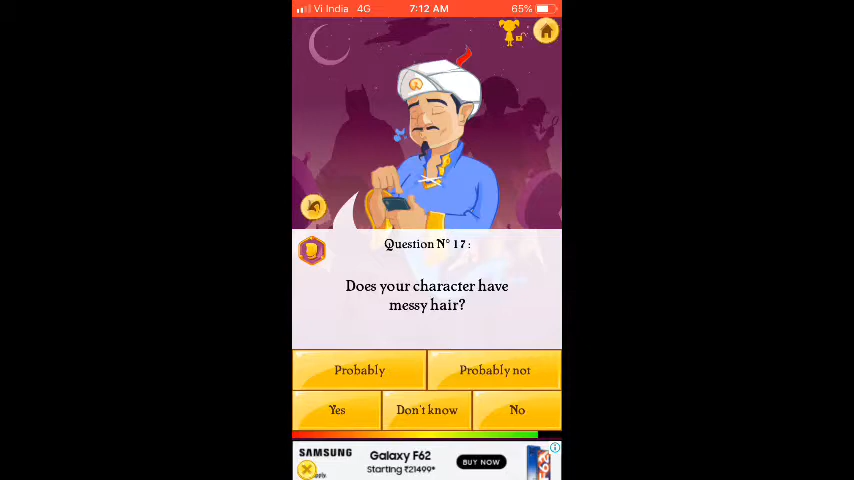 Vi India 4G 7:12 AM 65%
Question N° 17:
Does your character have
messy hair?
Probably Probably not
Yes Don't know No
SAMSUNG
Galaxy F62
Starting ₹21499*
BUY NOW
F62